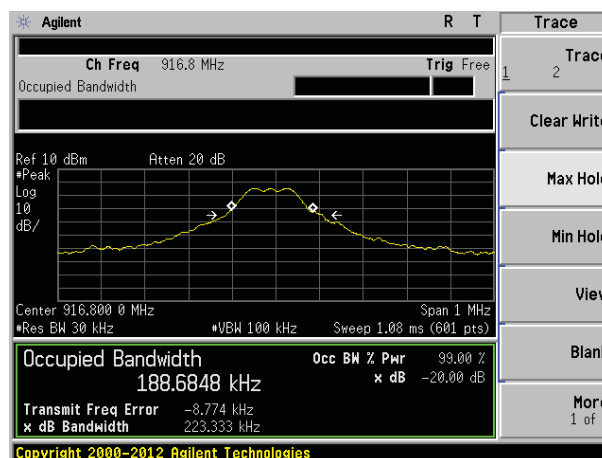 Agilent R T Trace
Ch Freq 916.8 MHz Trig Free
Occupied Bandwidth
Trace
1 2
Clear Write
Max Hold
Min Hold
View
Blank
More
1 of
Ref 10 dBm Atten 20 dB
#Peak
Log
10
dB/
Center 916.800 0 MHz Span 1 MHz
#Res BW 30 kHz #VBW 100 kHz Sweep 1.08 ms (601 pts)
Occupied Bandwidth Occ BW % Pwr 99.00 %
188.6848 kHz x dB -20.00 dB
Transmit Freq Error -8.774 kHz
x dB Bandwidth 223.333 kHz
Copyright 2000-2012 Agilent Technologies